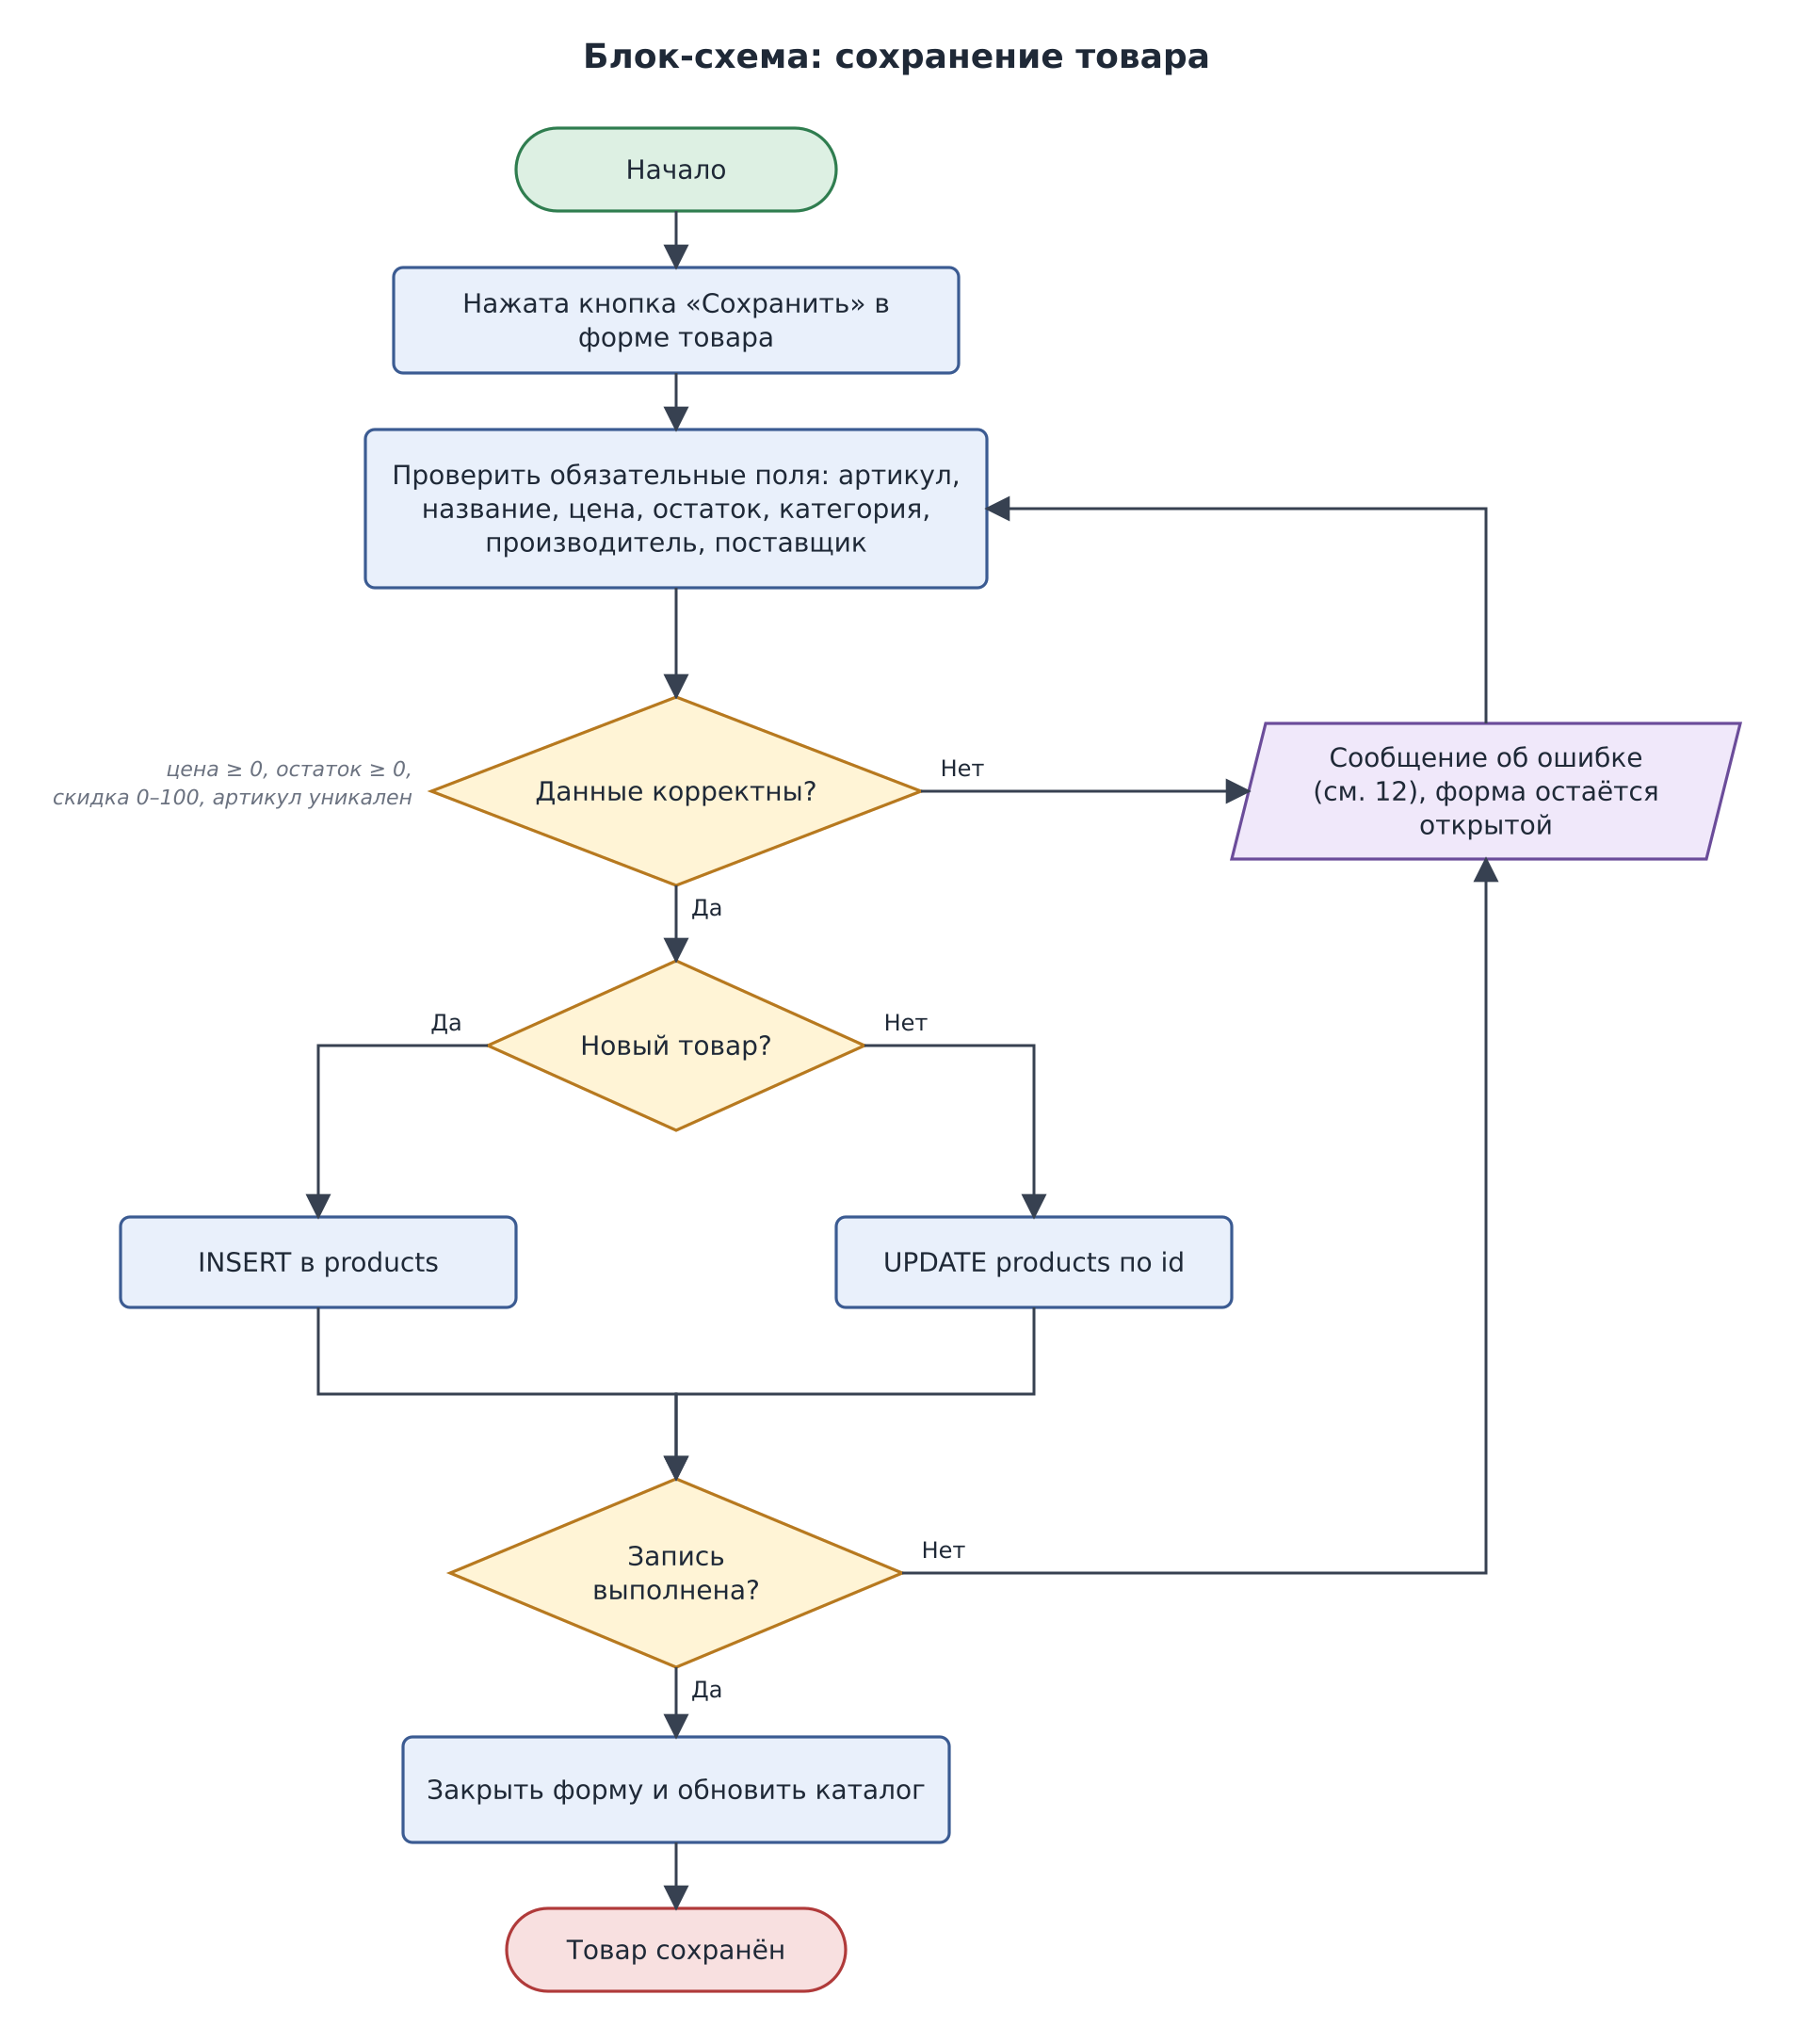 Блок-схема: сохранение товара
Начало
Нажата кнопка «Сохранить» в
форме товара
Проверить обязательные поля: артикул,
название, цена, остаток, категория,
производитель, поставщик
цена ≥ 0, остаток ≥ 0,
скидка 0–100, артикул уникален
Данные корректны?
Нет
Сообщение об ошибке
(см. 12), форма остаётся
открытой
Да
Да
Новый товар?
Нет
INSERT в products
UPDATE products по id
Запись
выполнена?
Нет
Да
Закрыть форму и обновить каталог
Товар сохранён